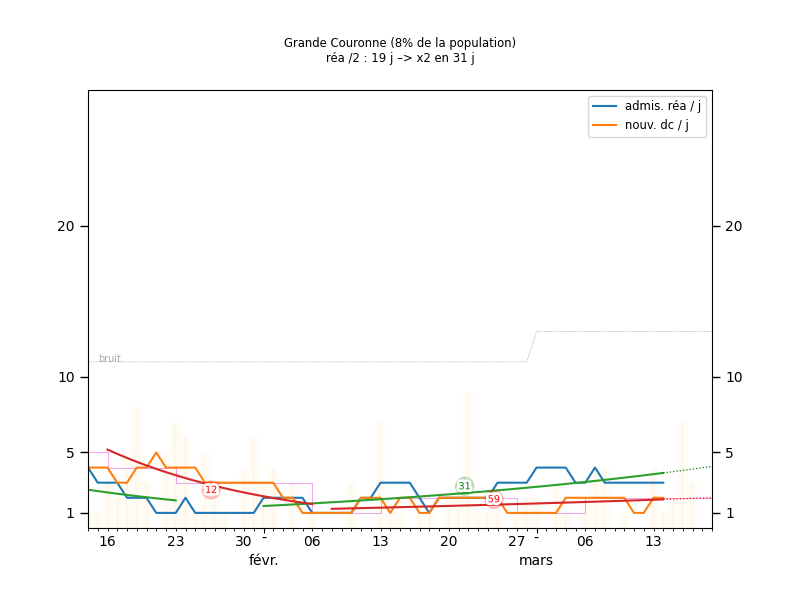 Grande Couronne (8% de la population)
réa /2 : 19 j –> x2 en 31 j
admis. réa / j
nouv. dc / j
20
20
bruit
10
10
5
5
31
12
59
1
1
16
23
30
06
13
20
27
06
13
févr.
mars